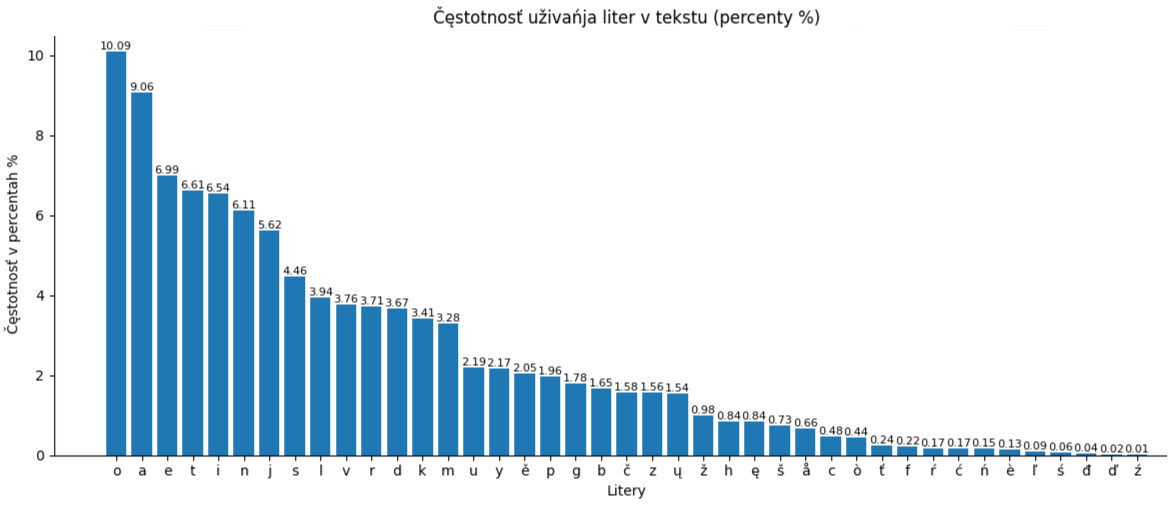 Čęstotnosť uživańja liter v tekstu (percenty %)
Čęstotnosť v percentah %
10
8
6
4
2
0
10.09 9.06 6.99 6.61 6.54 6.11 5.62 4.46 3.94 3.76 3.71 3.67 3.41 3.28 2.19 2.17 2.05 1.96 1.78 1.65 1.58 1.56 1.54 0.98 0.84 0.84 0.73 0.66 0.48 0.44 0.24 0.22 0.17 0.17 0.15 0.13 0.09 0.06 0.04 0.02 0.01
o a e t i n j s l v r d k m u y ě p g b č z ų ž h ę š å c ò ť f ŕ ć ń è ľ ś đ ď ź
Litery